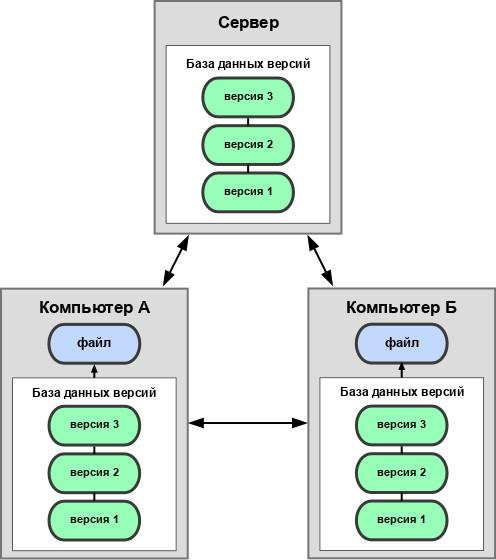 Сервер
База данных версий
версия 3
версия 2
версия 1
Компьютер А
файл
База данных версий
версия 3
версия 2
версия 1
Компьютер Б
файл
База данных версий
версия 3
версия 2
версия 1